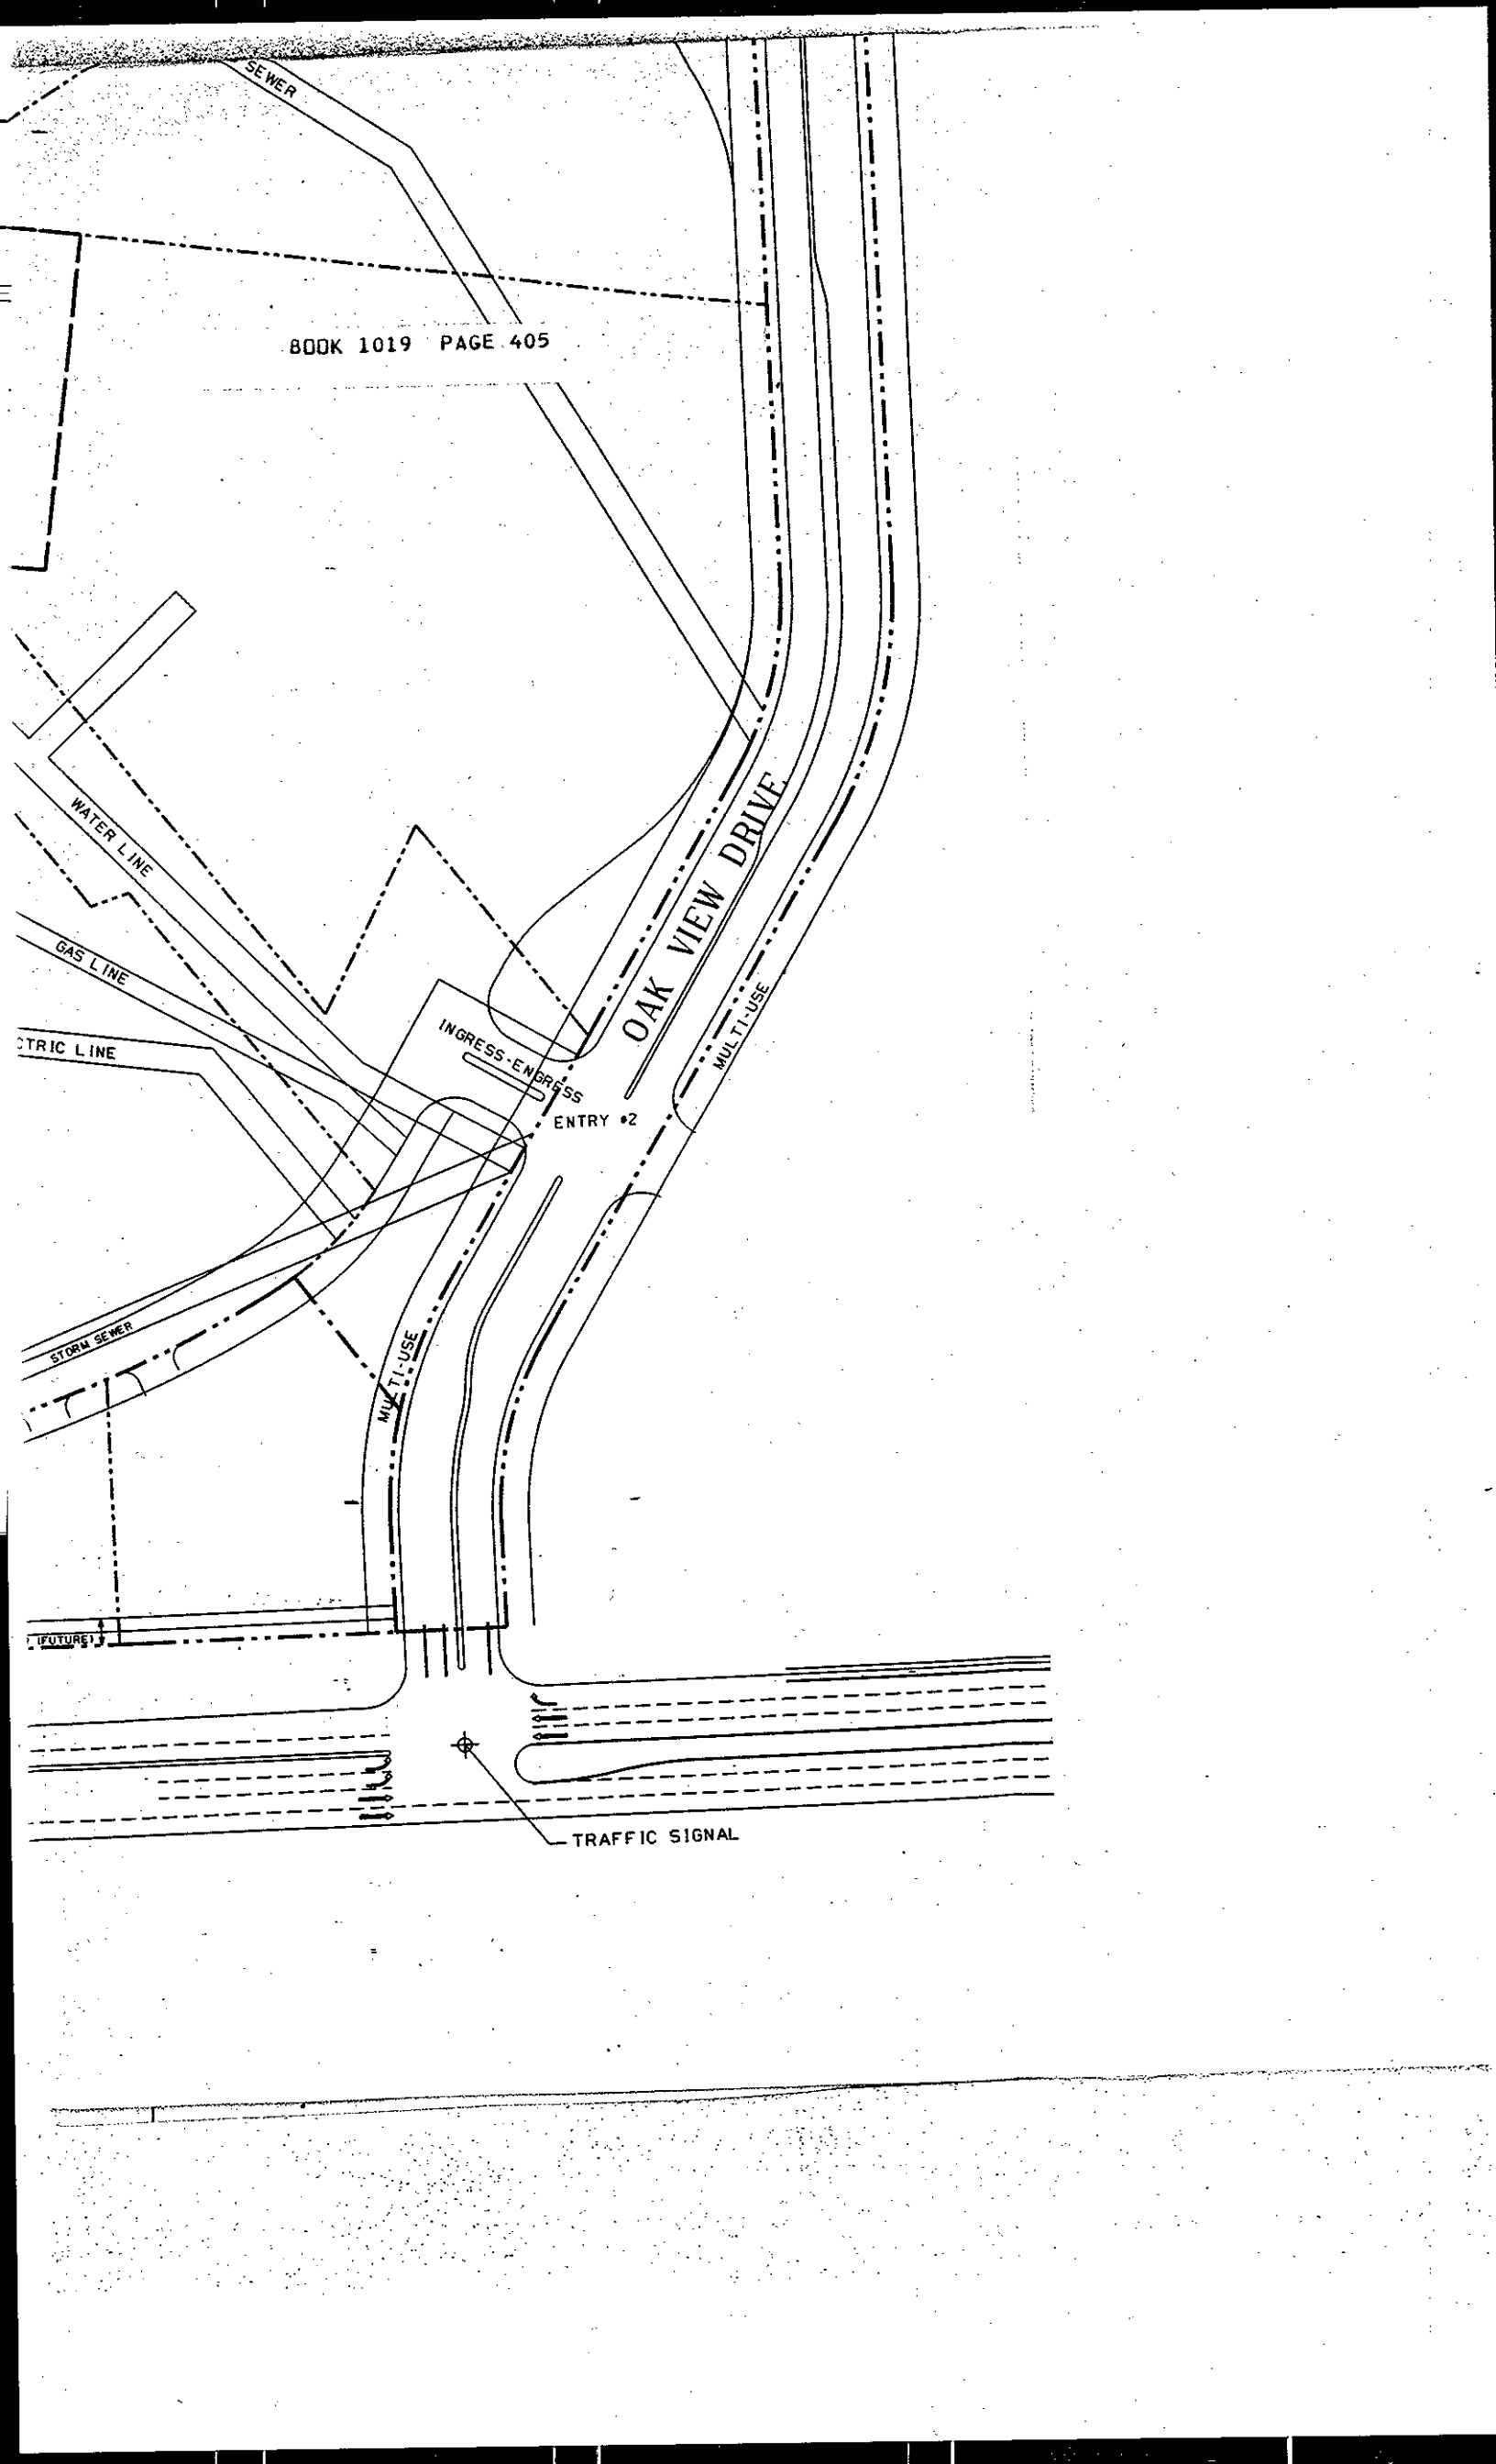 SEWER
BOOK 1019 PAGE 405
WATER LINE
OAK VIEW DRIVE
GAS LINE
MULTI-USE
CTRIC LINE
INGRESS-ENGRESS
ENTRY #2
STORM SEWER
MULTI-USE
(FUTURE)
TRAFFIC SIGNAL